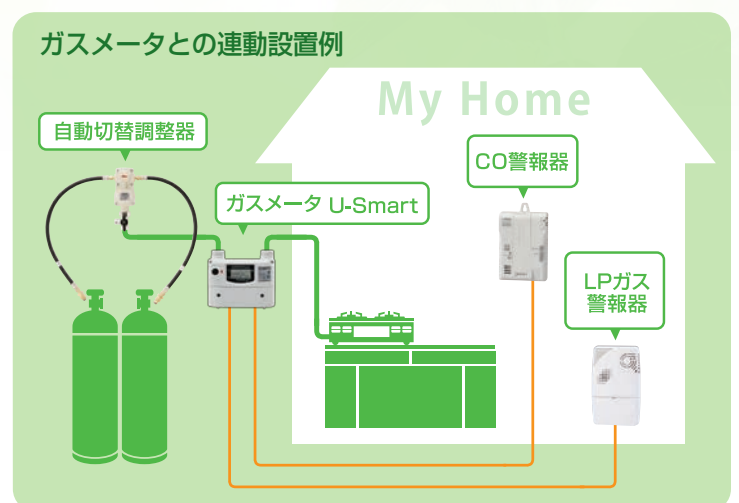 ガスメータとの連動設置例
My Home
自動切替調整器
CO警報器
ガスメータ U-Smart
LPガス
警報器